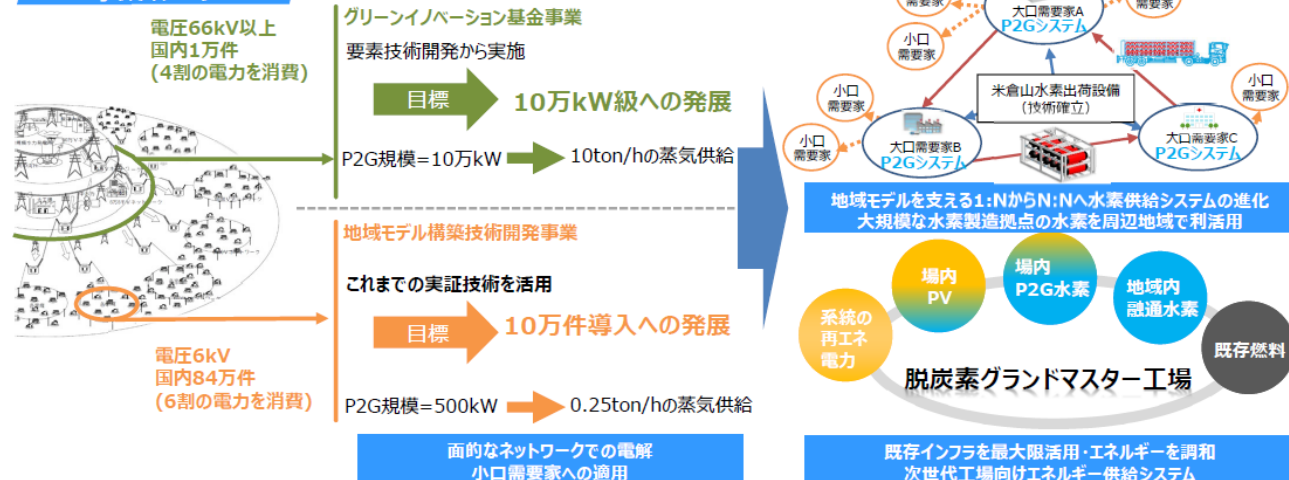 電圧66kV以上
国内1万件
(4割の電力を消費)
グリーンイノベーション基金事業
要素技術開発から実施
目標
10万kW級への発展
P2G規模=10万kW
10ton/hの蒸気供給
地域モデル構築技術開発事業
これまでの実証技術を活用
目標
10万件導入への発展
電圧6kV
国内84万件
(6割の電力を消費)
P2G規模=500kW
0.25ton/hの蒸気供給
面的なネットワークでの電解
小口需要家への適用
需要家
大口需要家A
P2Gシステム
需要家
小口
需要家
小口
需要家
小口
需要家
小口
需要家
米倉山水素出荷設備
(技術確立)
大口需要家B
P2Gシステム
大口需要家C
P2Gシステム
地域モデルを支える1:NからN:Nへ水素供給システムの進化
大規模な水素製造拠点の水素を周辺地域で利活用
系統の
再エネ
電力
場内
PV
場内
P2G水素
地域内
融通水素
既存燃料
脱炭素グランドマスター工場
既存インフラを最大限活用・エネルギーを調和
次世代工場向けエネルギー供給システム